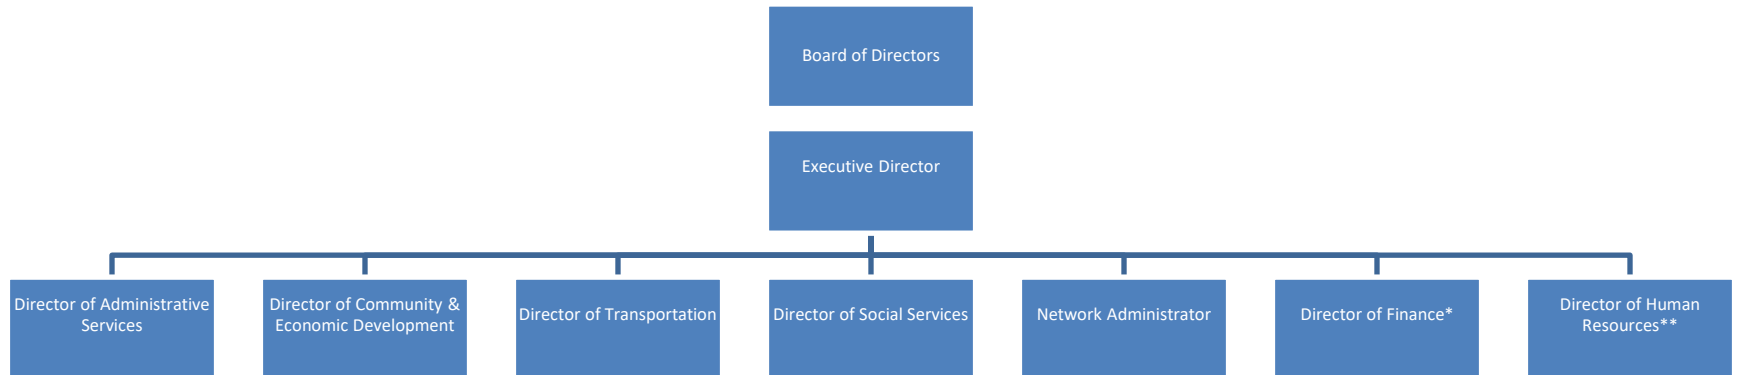 Board of Directors
Executive Director
Director of Administrative
Services
Director of Community &
Economic Development
Director of Transportation
Director of Social Services
Network Administrator
Director of Finance*
Director of Human
Resources**